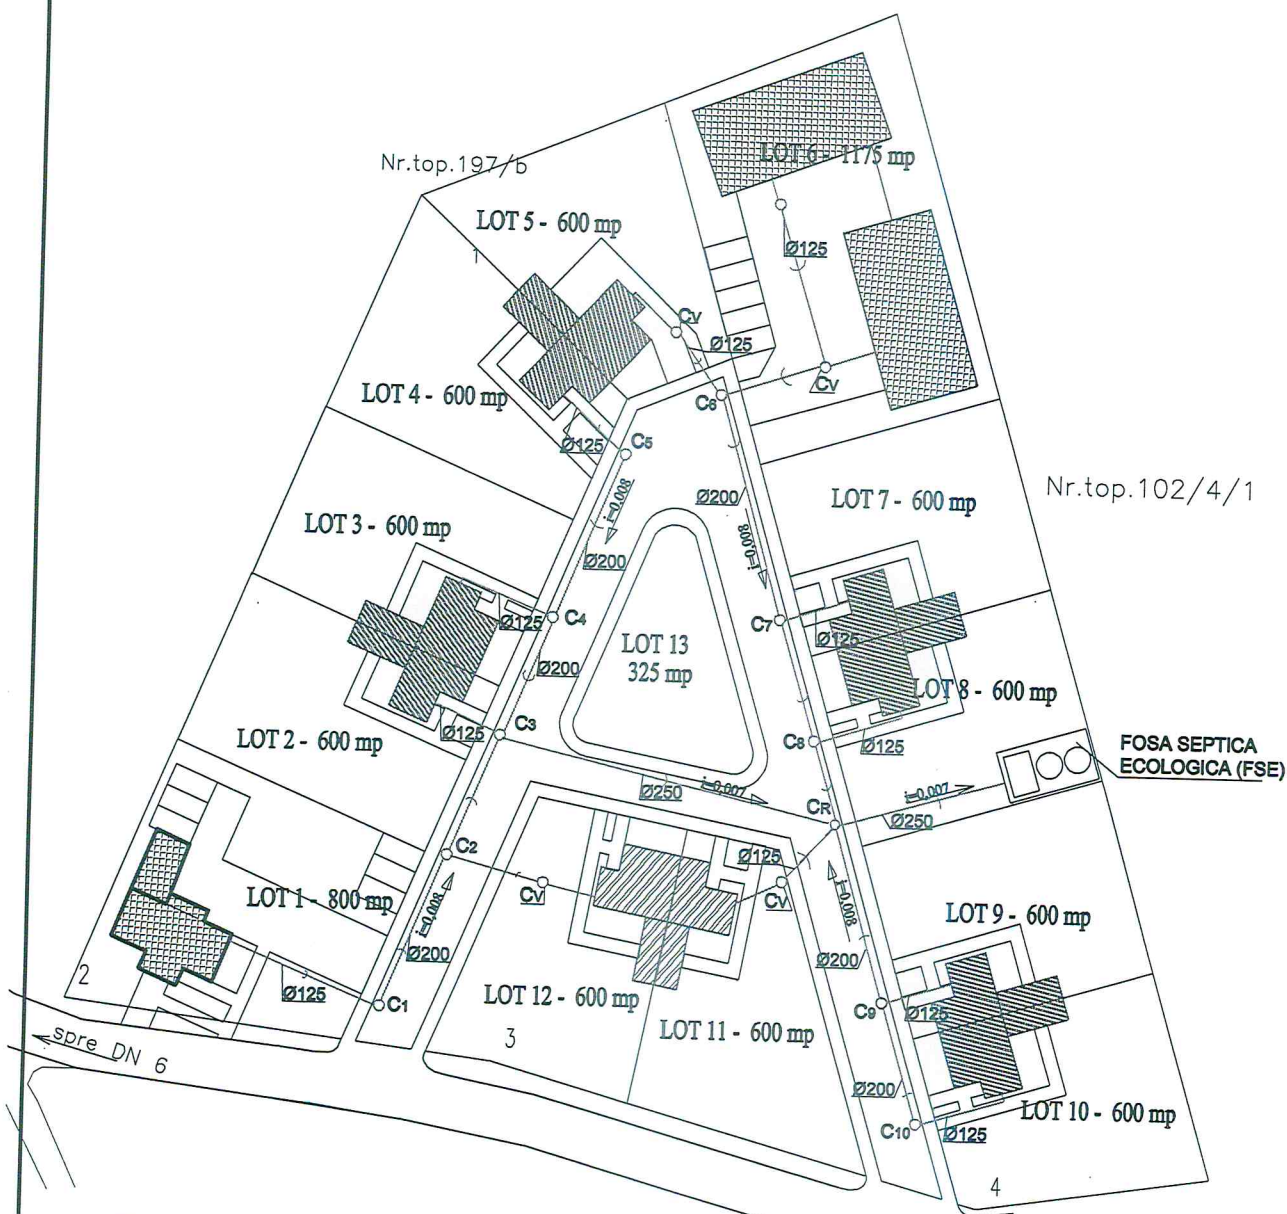 Nr.top.197/b
LOT 6 - 1175 mp
LOT 5 - 600 mp
1
Ø125
Cv
Ø125
Cv
LOT 4 - 600 mp
C6
Ø125
C5
Nr.top.102/4/1
i=0.008
Ø200
LOT 7 - 600 mp
LOT 3 - 600 mp
i=0.008
Ø200
Ø125
C4
C7
Ø125
LOT 13
325 mp
Ø200
LOT 8 - 600 mp
C3
Ø125
LOT 2 - 600 mp
C8
Ø125
FOSA SEPTICA
ECOLOGICA (FSE)
i=0.007
Ø250
CR
i=0.007
Ø250
C2
Ø125
Cv
Cv
LOT 1 - 800 mp
i=0.008
i=0.008
LOT 9 - 600 mp
Ø200
Ø200
2
Ø125
C1
LOT 12 - 600 mp
C9
Ø125
spre DN 6
3
LOT 11 - 600 mp
Ø200
LOT 10 - 600 mp
C10
Ø125
4